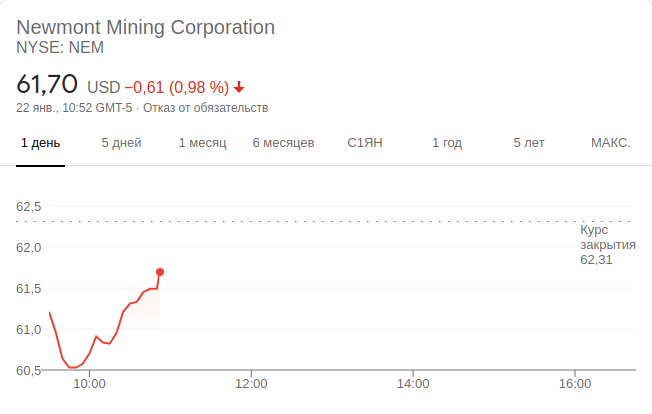 Newmont Mining Corporation
NYSE: NEM
61,70 USD −0,61 (0,98 %)
22 янв., 10:52 GMT-5 · Отказ от обязательств
1 день 5 дней 1 месяц 6 месяцев С1ЯН 1 год 5 лет МАКС.
62,5
Курс
закрытия
62,31
62,0
61,5
61,0
60,5
10:00 12:00 14:00 16:00